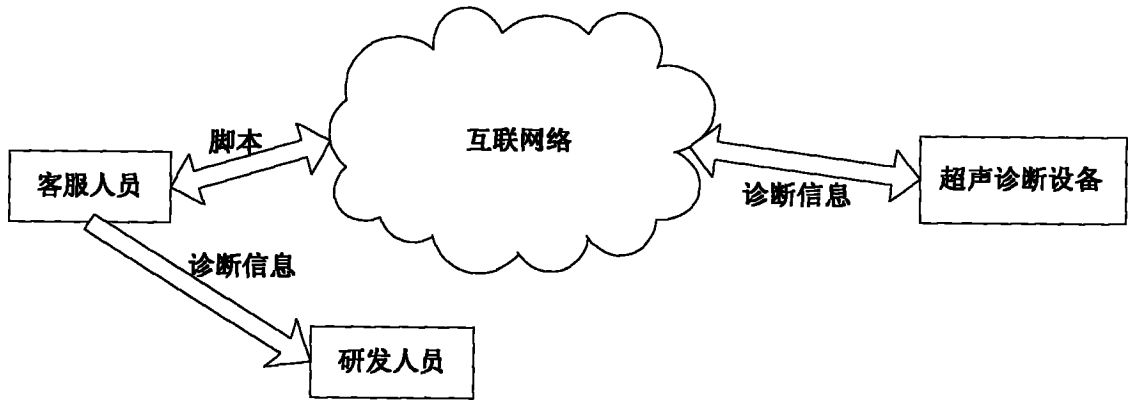 脚本
互联网络
客服人员
诊断信息
超声诊断设备
诊断信息
研发人员